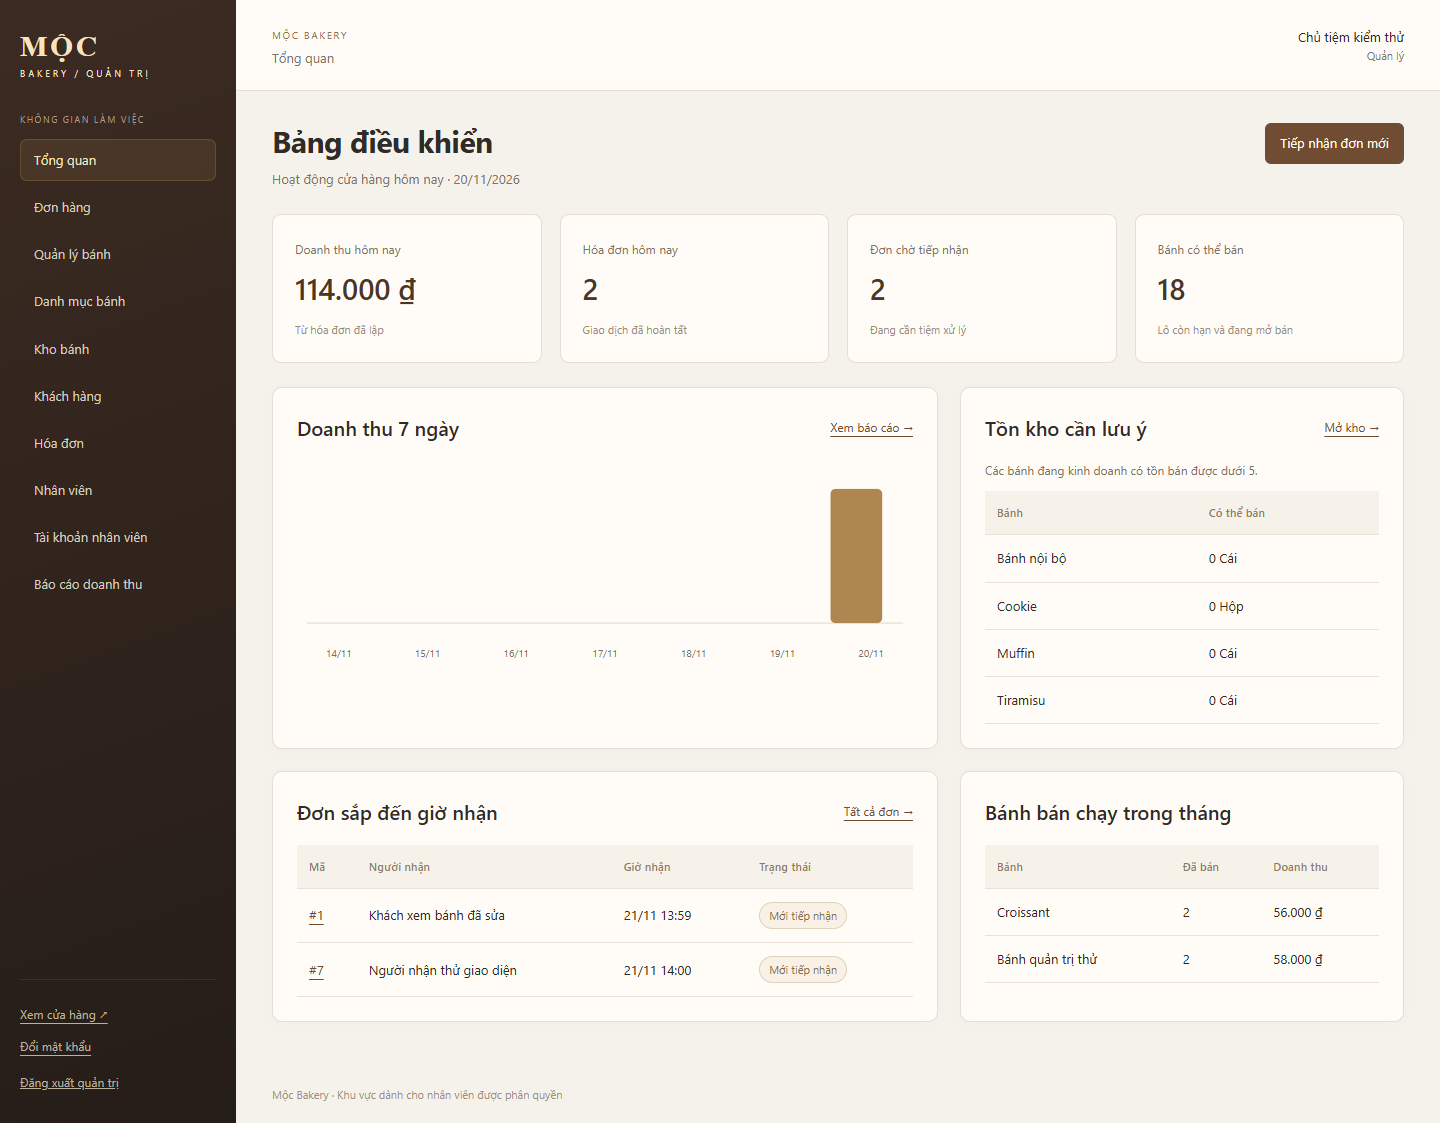 MỘC
BAKERY / QUẢN TRỊ
KHÔNG GIAN LÀM VIỆC
Tổng quan
Đơn hàng
Quản lý bánh
Danh mục bánh
Kho bánh
Khách hàng
Hóa đơn
Nhân viên
Tài khoản nhân viên
Báo cáo doanh thu
Xem cửa hàng ↗
Đổi mật khẩu
Đăng xuất quản trị
MỘC BAKERY
Tổng quan
Chủ tiệm kiểm thử
Quản lý
Bảng điều khiển
Hoạt động cửa hàng hôm nay · 20/11/2026
Tiếp nhận đơn mới
Doanh thu hôm nay
114.000 ₫
Từ hóa đơn đã lập
Hóa đơn hôm nay
2
Giao dịch đã hoàn tất
Đơn chờ tiếp nhận
2
Đang cần tiệm xử lý
Bánh có thể bán
18
Lô còn hạn và đang mở bán
Doanh thu 7 ngày
Xem báo cáo →
14/11 15/11 16/11 17/11 18/11 19/11 20/11
Tồn kho cần lưu ý
Mở kho →
Các bánh đang kinh doanh có tồn bán được dưới 5.
Bánh Có thể bán
Bánh nội bộ 0 Cái
Cookie 0 Hộp
Muffin 0 Cái
Tiramisu 0 Cái
Đơn sắp đến giờ nhận
Tất cả đơn →
Mã Người nhận Giờ nhận Trạng thái
#1 Khách xem bánh đã sửa 21/11 13:59 Mới tiếp nhận
#7 Người nhận thử giao diện 21/11 14:00 Mới tiếp nhận
Bánh bán chạy trong tháng
Bánh Đã bán Doanh thu
Croissant 2 56.000 ₫
Bánh quản trị thử 2 58.000 ₫
Mộc Bakery · Khu vực dành cho nhân viên được phân quyền